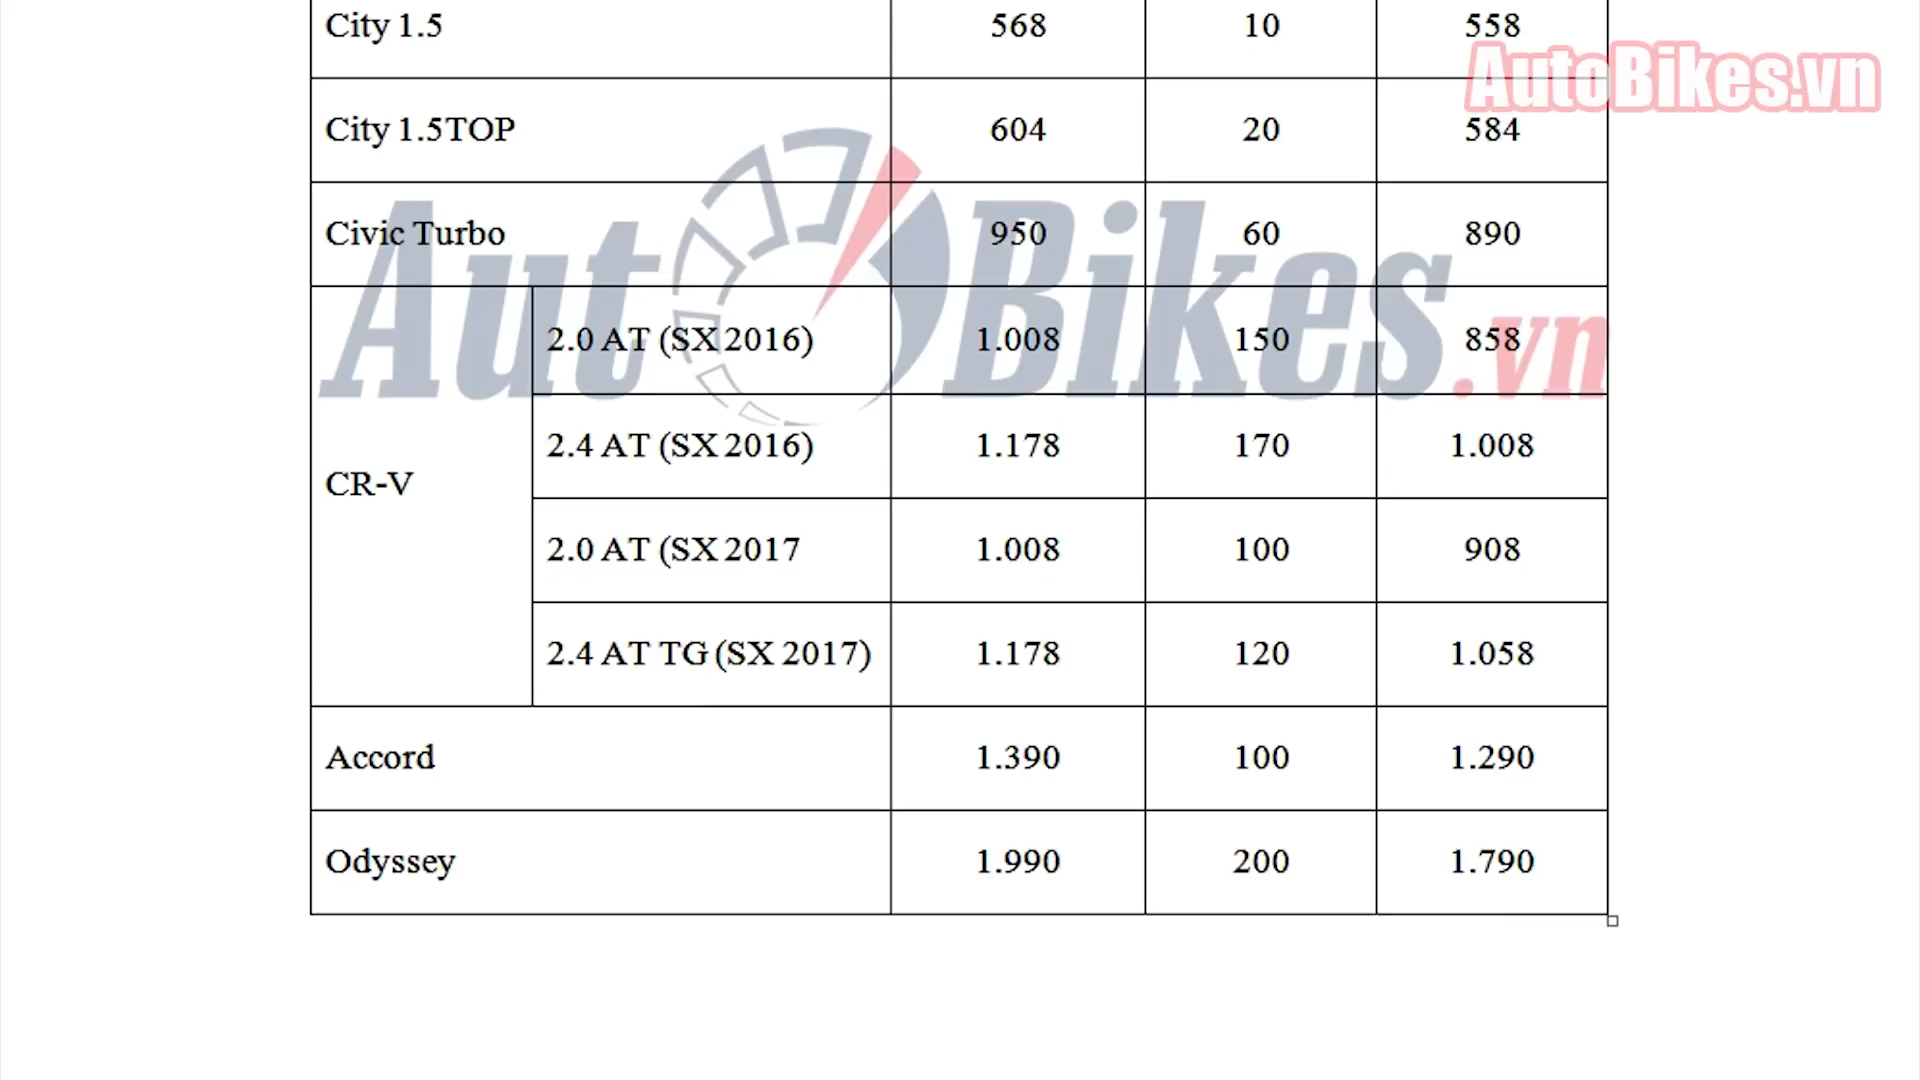 City 1.5 568 10 558
AutoBikes.vn
City 1.5TOP 604 20 584
Civic Turbo 950 60 890
AutoBikes.vn
2.0 AT (SX 2016) 1.008 150 858
2.4 AT (SX 2016) 1.178 170 1.008
CR-V
2.0 AT (SX 2017 1.008 100 908
2.4 AT TG (SX 2017) 1.178 120 1.058
Accord 1.390 100 1.290
Odyssey 1.990 200 1.790